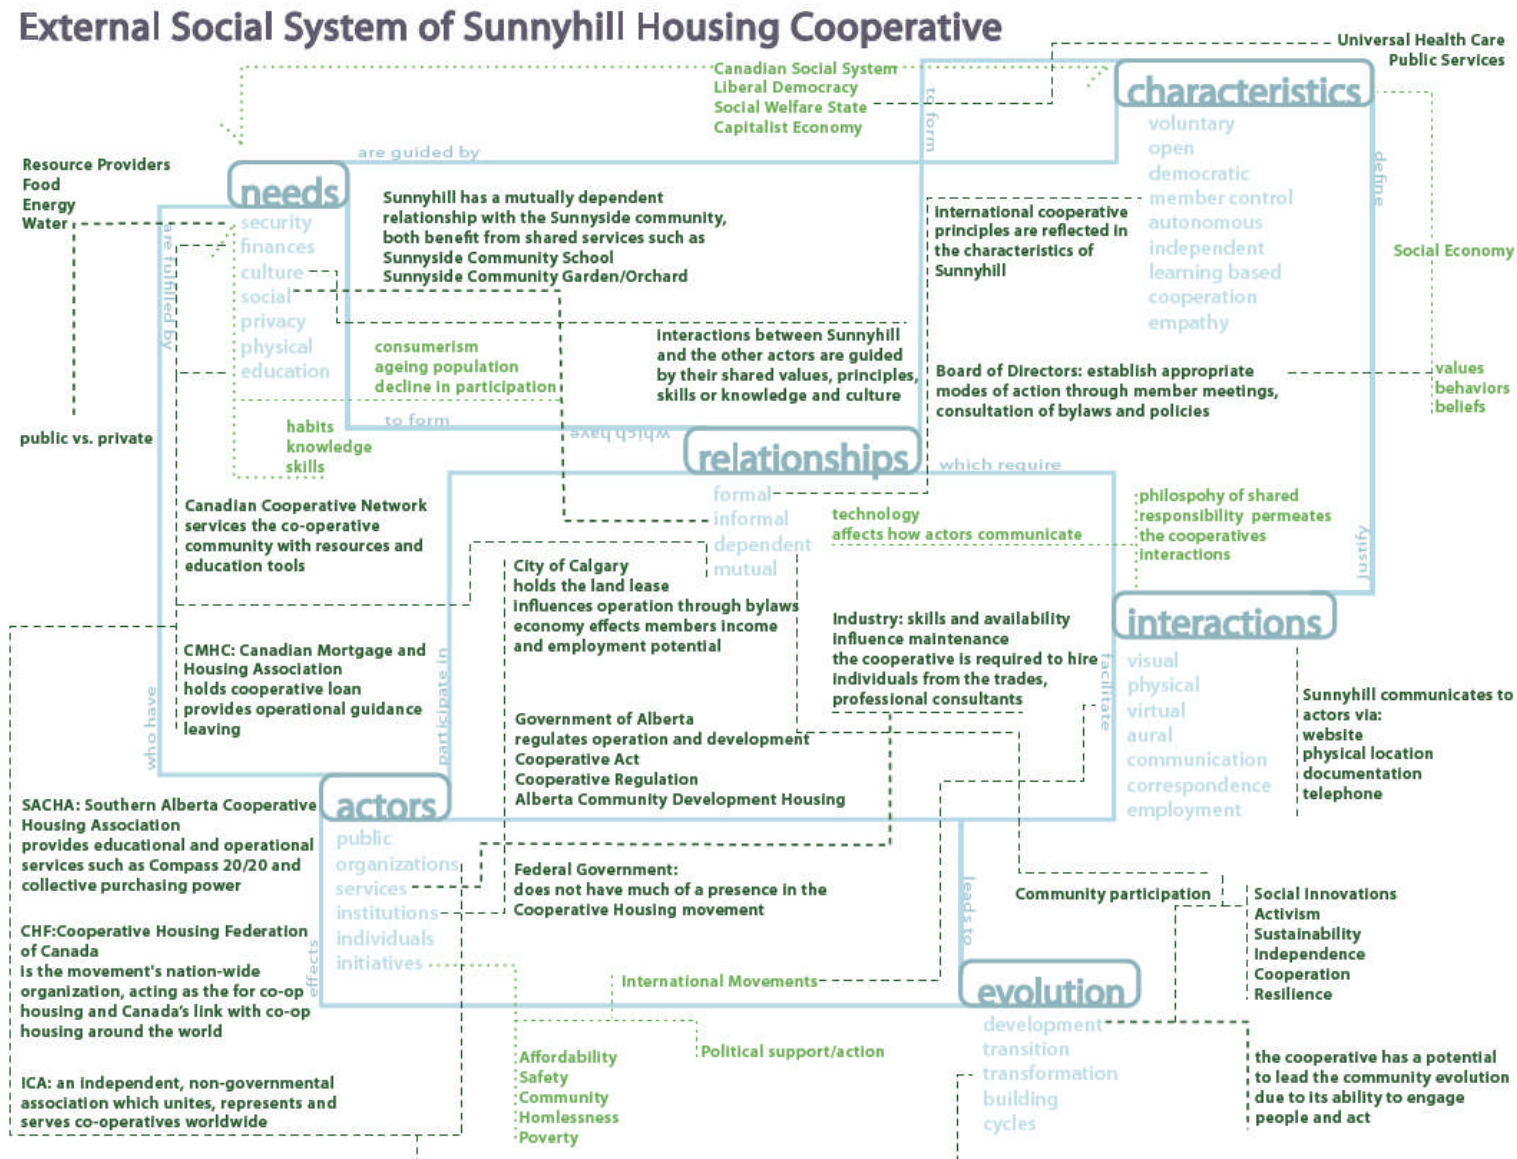 External Social System of Sunnyhill Housing Cooperative
Universal Health Care
Public Services
Canadian Social System
Liberal Democracy
Social Welfare State
Capitalist Economy
to form
characteristics
voluntary
open
democratic
member control
autonomous
independent
learning based
cooperation
empathy
define
are guided by
Resource Providers
Food
Energy
Water
needs
security
finances
culture
social
privacy
physical
education
are fulfilled by
Sunnyhill has a mutually dependent
relationship with the Sunnyside community,
both benefit from shared services such as
Sunnyside Community School
Sunnyside Community Garden/Orchard
International cooperative
principles are reflected in
the characteristics of
Sunnyhill
Social Economy
consumerism
ageing population
decline in participation
interactions between Sunnyhill
and the other actors are guided
by their shared values, principles,
skills or knowledge and culture
Board of Directors: establish appropriate
modes of action through member meetings,
consultation of bylaws and policies
values
behaviors
beliefs
public vs. private
habits
knowledge
skills
to form
which have
relationships
which require
formal
informal
dependent
mutual
technology
affects how actors communicate
philospohy of shared
responsibility permeates
the cooperatives
interactions
justify
Canadian Cooperative Network
services the co-operative
community with resources and
education tools
City of Calgary
holds the land lease
influences operation through bylaws
economy effects members income
and employment potential
Industry: skills and availability
influence maintenance
the cooperative is required to hire
individuals from the trades,
professional consultants
interactions
visual
physical
virtual
aural
communication
correspondence
employment
facilitate
Sunnyhill communicates to
actors via:
website
physical location
documentation
telephone
CMHC: Canadian Mortgage and
Housing Association
holds cooperative loan
provides operational guidance
leaving
who have
participate in
Government of Alberta
regulates operation and development
Cooperative Act
Cooperative Regulation
Alberta Community Development Housing
SACHA: Southern Alberta Cooperative
Housing Association
provides educational and operational
services such as Compass 20/20 and
collective purchasing power
actors
public
organizations
services
institutions
individuals
initiatives
Federal Government:
does not have much of a presence in the
Cooperative Housing movement
leads to
Community participation
Social Innovations
Activism
Sustainability
Independence
Cooperation
Resilience
CHF:Cooperative Housing Federation
of Canada
is the movement's nation-wide
organization, acting as the for co-op
housing and Canada's link with co-op
housing around the world
effects
International Movements
evolution
development
transition
transformation
building
cycles
Political support/action
Affordability
Safety
Community
Homlessness
Poverty
the cooperative has a potential
to lead the community evolution
due to its ability to engage
people and act
ICA: an independent, non-governmental
association which unites, represents and
serves co-operatives worldwide